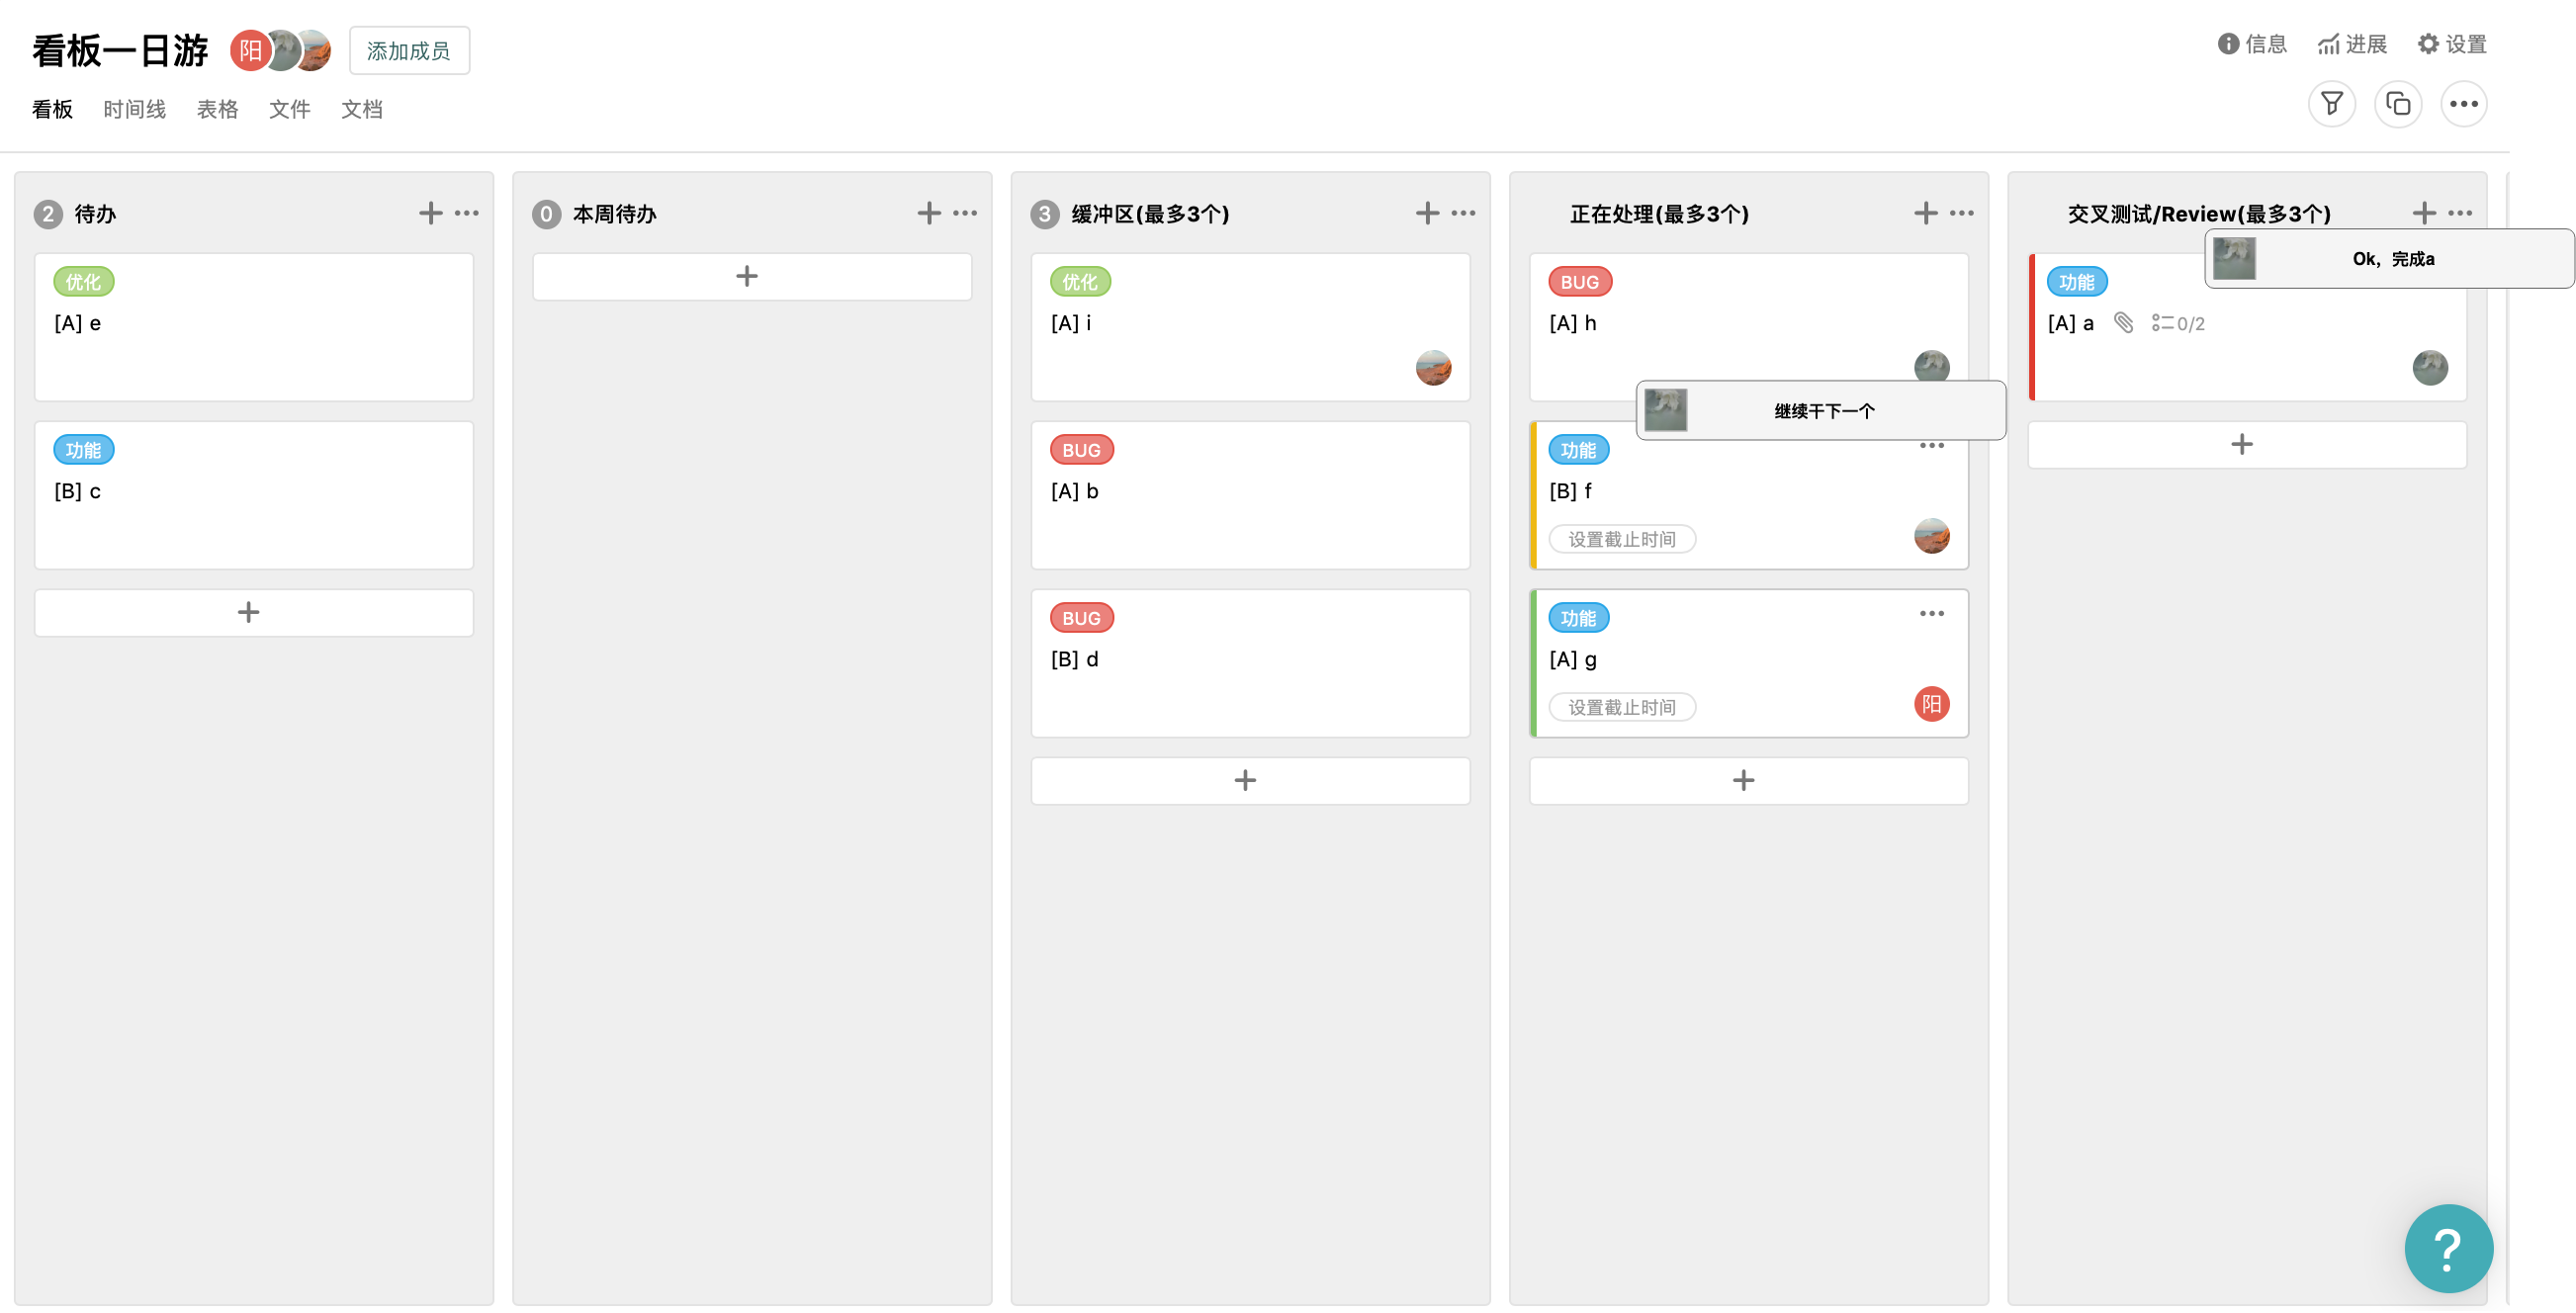 看板一日游
阳
添加成员
信息
进展
设置
看板
时间线
表格
文件
文档
2 待办
优化
[A] e
功能
[B] c
0 本周待办
3 缓冲区(最多3个)
优化
[A] i
BUG
[A] b
BUG
[B] d
正在处理(最多3个)
BUG
[A] h
继续干下一个
功能
[B] f
设置截止时间
功能
[A] g
设置截止时间
阳
交叉测试/Review(最多3个)
Ok，完成a
功能
[A] a 0/2
?